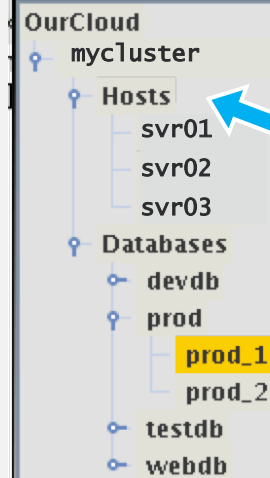 OurCloud
mycluster
Hosts
svr01
svr02
svr03
Databases
devdb
prod
prod_1
prod_2
testdb
webdb